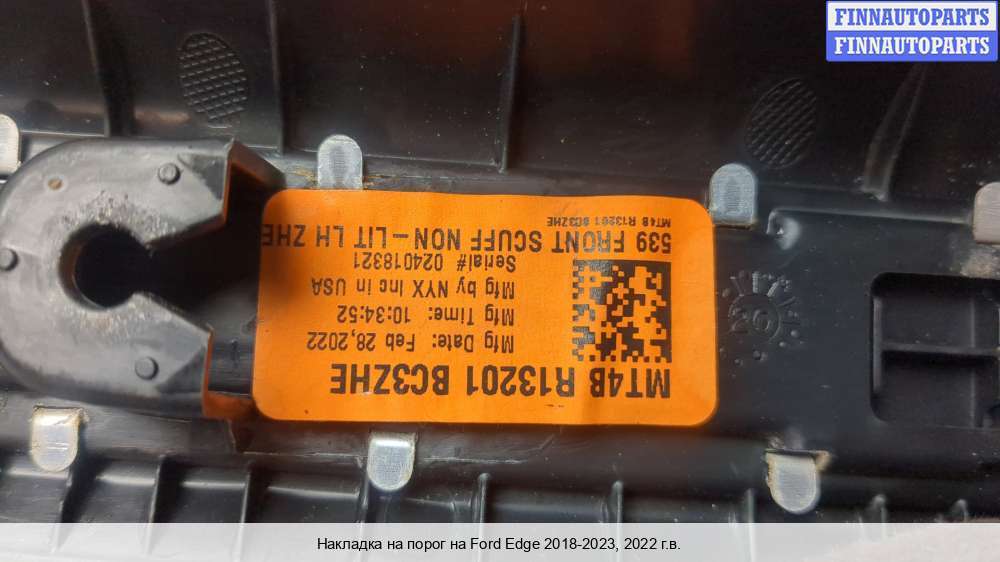 FINNAUTOPARTS
FINNAUTOPARTS
MT4B R13201 BC3ZHE
Mfg Date: Feb 28,2022
Mfg Time: 10:34:52
Mfg by NYX Inc in USA
Serial# 024018321
539 FRONT SCUFF NON-LIT LH ZHE
MT4B R13201 BC3ZHE
Накладка на порог на Ford Edge 2018-2023, 2022 г.в.